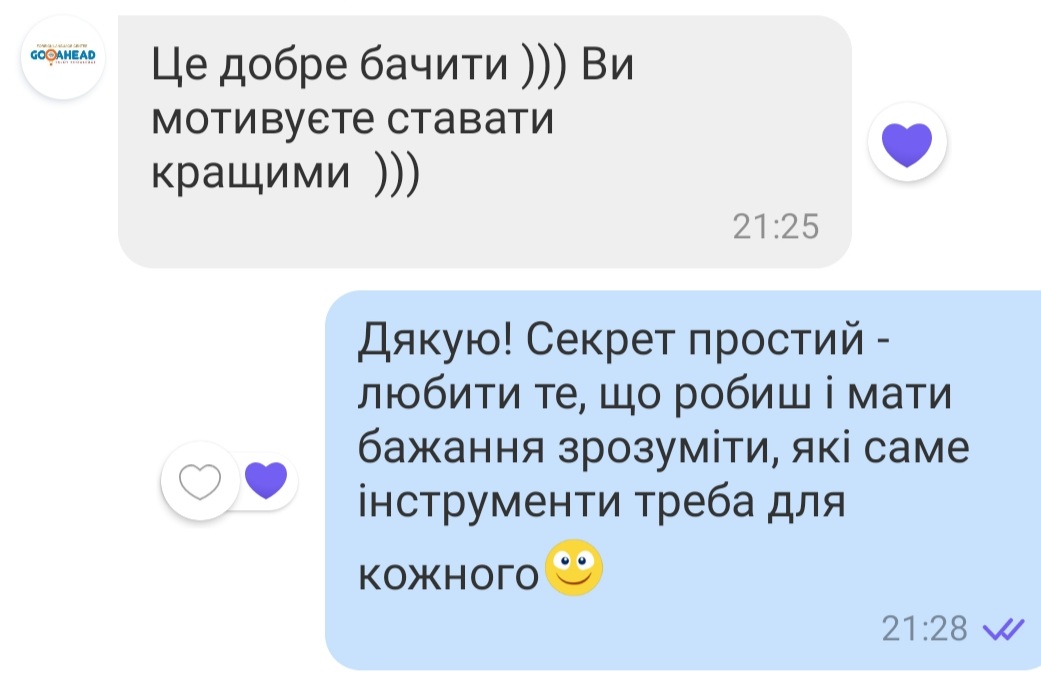 GO AHEAD
Це добре бачити ))) Ви
мотивуєте ставати
кращими )))
21:25
Дякую! Секрет простий -
любити те, що робиш і мати
бажання зрозуміти, які саме
інструменти треба для
кожного
21:28